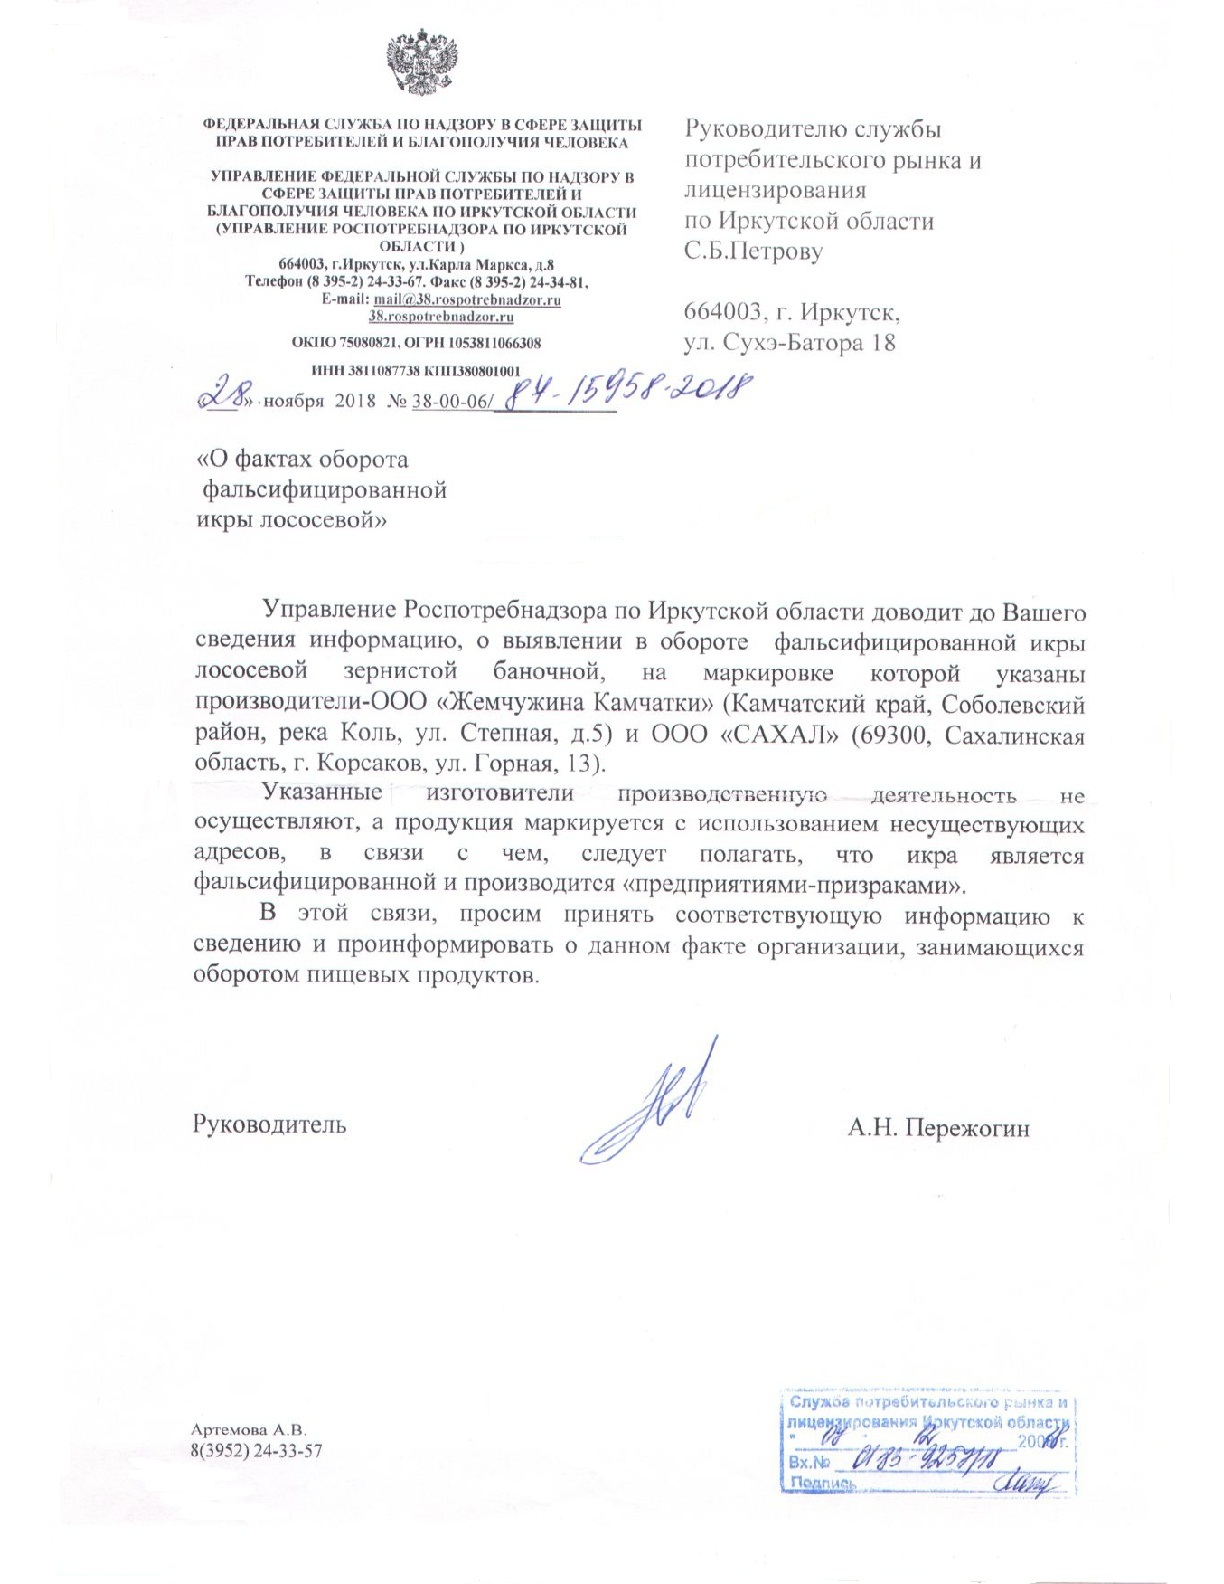 ФЕДЕРАЛЬНАЯ СЛУЖБА ПО НАДЗОРУ В СФЕРЕ ЗАЩИТЫ
ПРАВ ПОТРЕБИТЕЛЕЙ И БЛАГОПОЛУЧИЯ ЧЕЛОВЕКА
УПРАВЛЕНИЕ ФЕДЕРАЛЬНОЙ СЛУЖБЫ ПО НАДЗОРУ В
СФЕРЕ ЗАЩИТЫ ПРАВ ПОТРЕБИТЕЛЕЙ И
БЛАГОПОЛУЧИЯ ЧЕЛОВЕКА ПО ИРКУТСКОЙ ОБЛАСТИ
(УПРАВЛЕНИЕ РОСПОТРЕБНАДЗОРА ПО ИРКУТСКОЙ
ОБЛАСТИ )
664003, г.Иркутск, ул.Карла Маркса, д.8
Телефон (8 395-2) 24-33-67. Факс (8 395-2) 24-34-81,
E-mail: mail@38.rospotrebnadzor.ru
38.rospotrebnadzor.ru
ОКПО 75080821, ОГРН 1053811066308
ИНН 3811087738 КПП380801001
«28» ноября 2018 № 38-00-06/ 84-15958-2018
Руководителю службы
потребительского рынка и
лицензирования
по Иркутской области
С.Б.Петрову
664003, г. Иркутск,
ул. Сухэ-Батора 18
«О фактах оборота
фальсифицированной
икры лососевой»
Управление Роспотребнадзора по Иркутской области доводит до Вашего
сведения информацию, о выявлении в обороте фальсифицированной икры
лососевой зернистой баночной, на маркировке которой указаны
производители-ООО «Жемчужина Камчатки» (Камчатский край, Соболевский
район, река Коль, ул. Степная, д.5) и ООО «САХАЛ» (69300, Сахалинская
область, г. Корсаков, ул. Горная, 13).
Указанные изготовители производственную деятельность не
осуществляют, а продукция маркируется с использованием несуществующих
адресов, в связи с чем, следует полагать, что икра является
фальсифицированной и производится «предприятиями-призраками».
В этой связи, просим принять соответствующую информацию к
сведению и проинформировать о данном факте организации, занимающихся
оборотом пищевых продуктов.
Руководитель
А.Н. Пережогин
Артемова А.В.
8(3952) 24-33-57
Служба потребительского рынка и
лицензирования Иркутской области
12 г.
Вх.№
Подпись